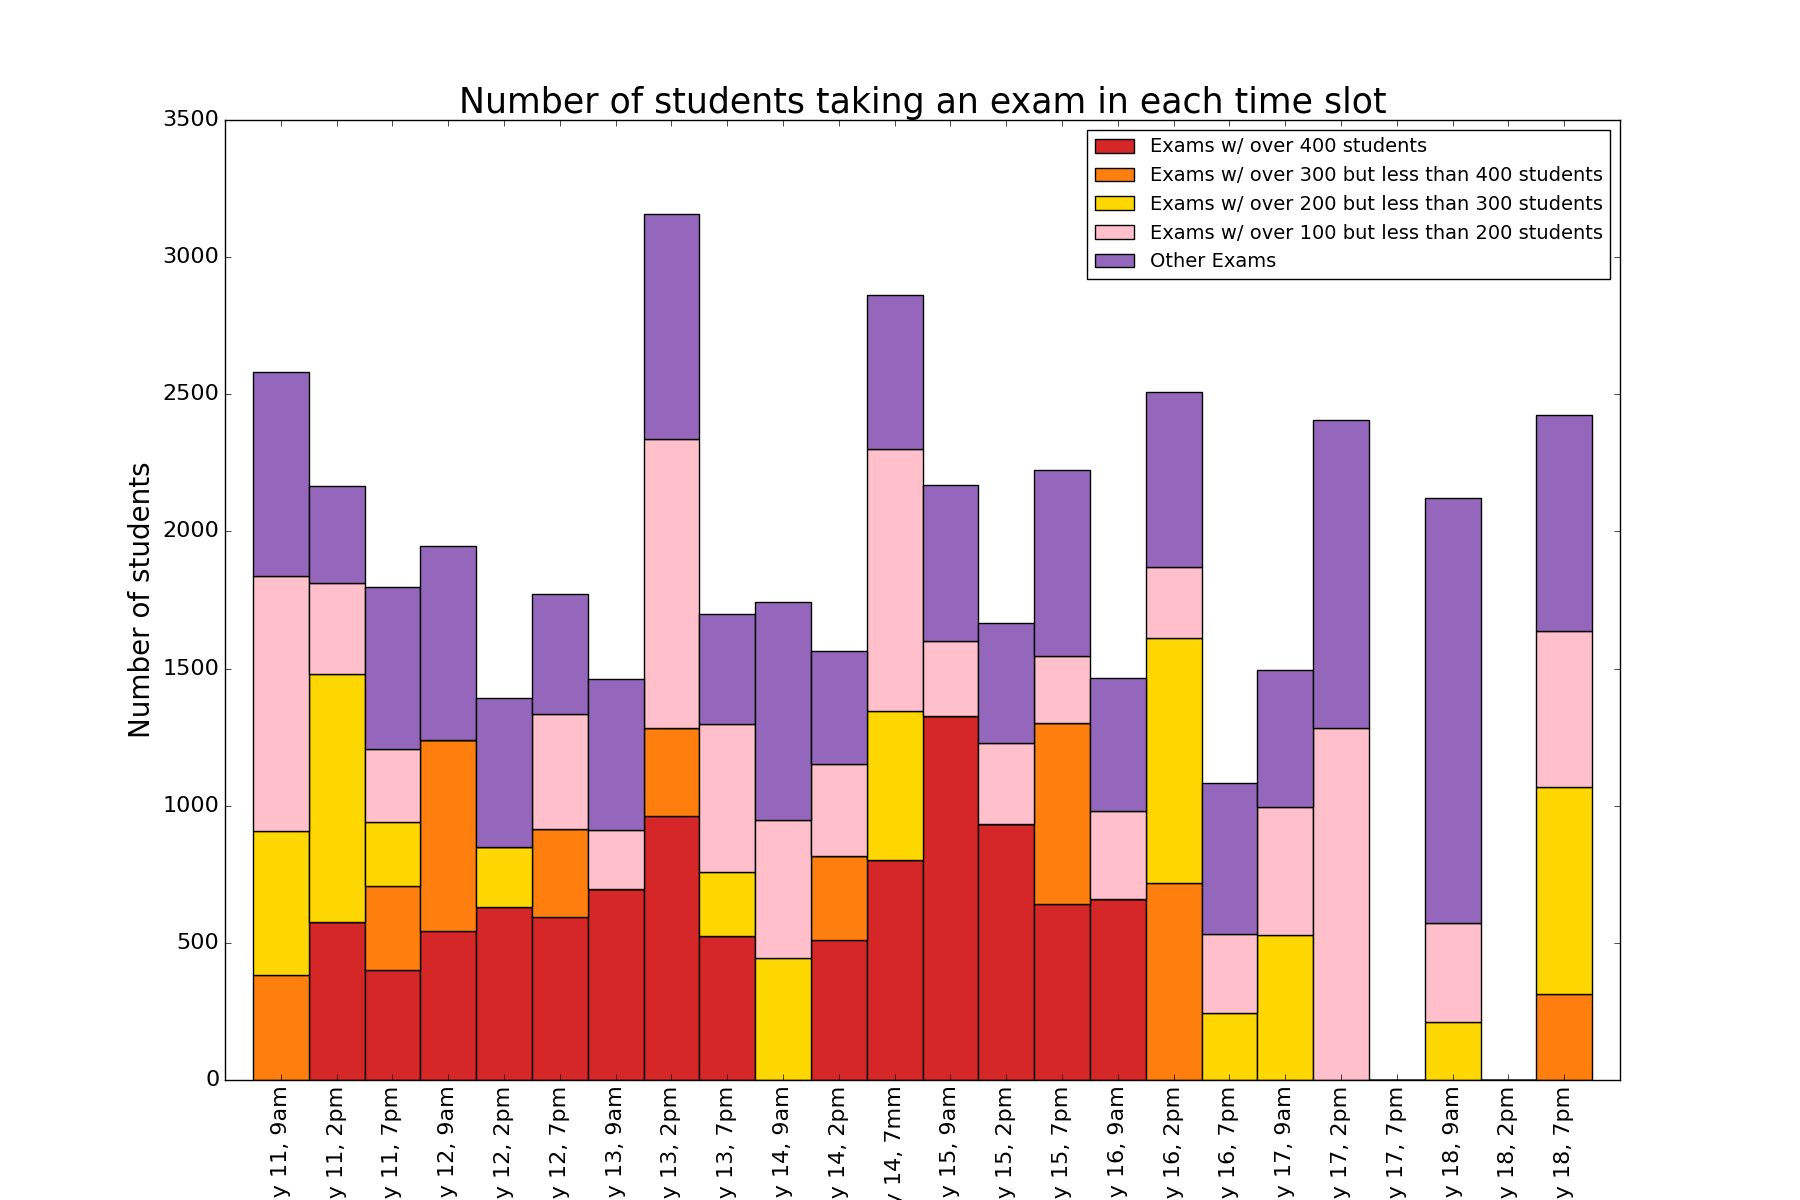 Number of students taking an exam in each time slot
Exams w/ over 400 students
Exams w/ over 300 but less than 400 students
Exams w/ over 200 but less than 300 students
Exams w/ over 100 but less than 200 students
Other Exams
Number of students
3500
3000
2500
2000
1500
1000
500
0
y 11, 9am
y 11, 2pm
y 11, 7pm
y 12, 9am
y 12, 2pm
y 12, 7pm
y 13, 9am
y 13, 2pm
y 13, 7pm
y 14, 9am
y 14, 2pm
y 14, 7mm
y 15, 9am
y 15, 2pm
y 15, 7pm
y 16, 9am
y 16, 2pm
y 16, 7pm
y 17, 9am
y 17, 2pm
y 17, 7pm
y 18, 9am
y 18, 2pm
y 18, 7pm